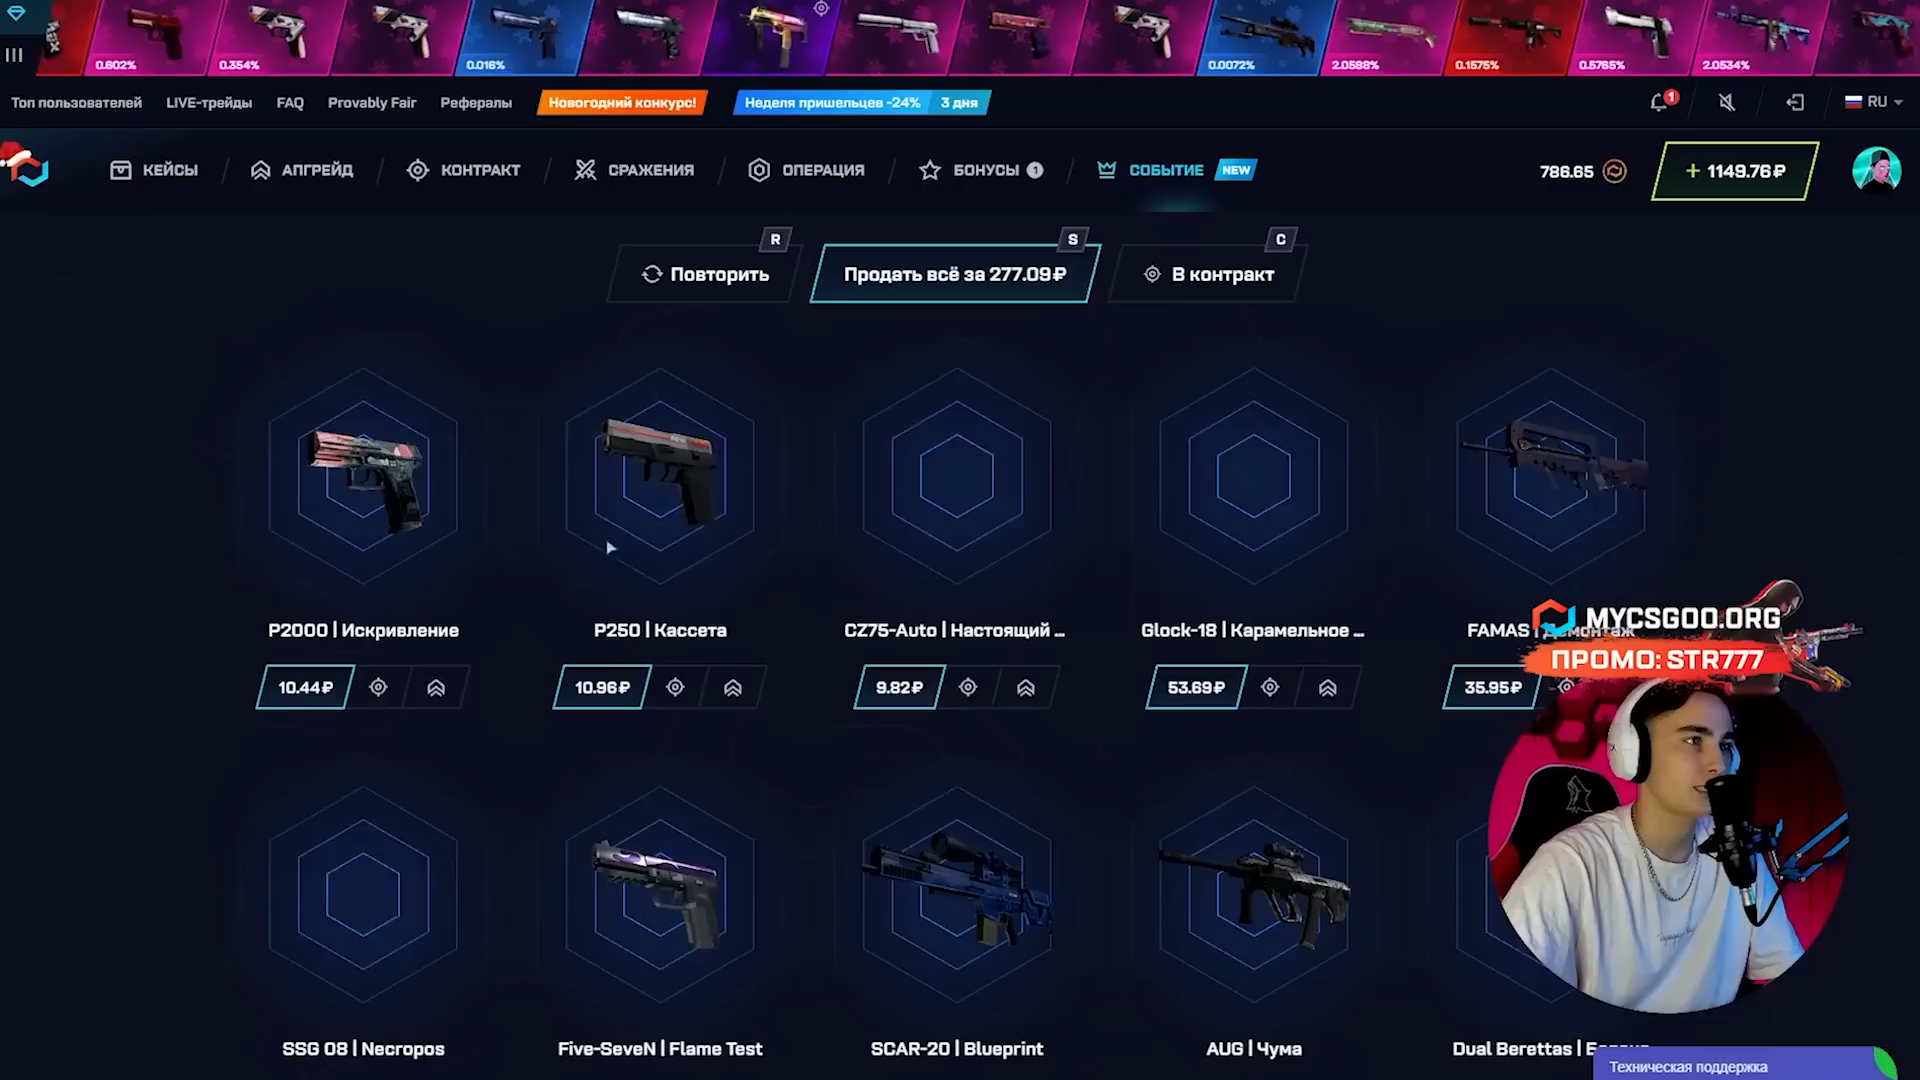 0.602%
0.354%
0.016%
0.0072%
2.0588%
0.1575%
0.5765%
2.0534%
Топ пользователей
LIVE-трейды
FAQ
Provably Fair
Рефералы
Новогодний конкурс!
Неделя пришельцев -24%
3 дня
1
RU
КЕЙСЫ
АПГРЕЙД
КОНТРАКТ
СРАЖЕНИЯ
ОПЕРАЦИЯ
БОНУСЫ 1
СОБЫТИЕ
NEW
786.65
+ 1149.76₽
R
S
C
Повторить
Продать всё за 277.09₽
В контракт
P2000 | Искривление
P250 | Кассета
CZ75-Auto | Настоящий ...
Glock-18 | Карамельное ...
FAMAS |
MYCSGOO.ORG
ПРОМО: STR777
10.44₽
10.96₽
9.82₽
53.69₽
35.95₽
SSG 08 | Necropos
Five-SeveN | Flame Test
SCAR-20 | Blueprint
AUG | Чума
Dual Berettas |
Техническая поддержка